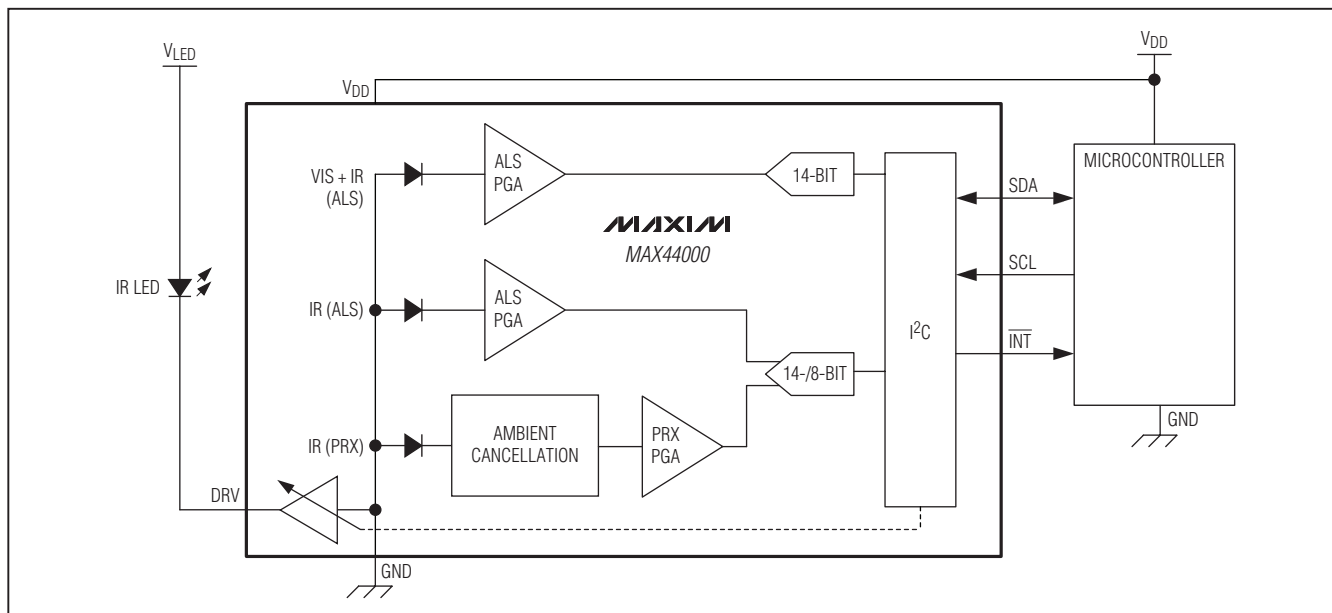 VLED
VDD
VDD
VIS + IR
(ALS)
ALS
PGA
14-BIT
MICROCONTROLLER
MAXIM
MAX44000
SDA
SCL
IR LED
IR (ALS)
ALS
PGA
I²C
INT
14-/8-BIT
IR (PRX)
AMBIENT
CANCELLATION
PRX
PGA
GND
DRV
GND